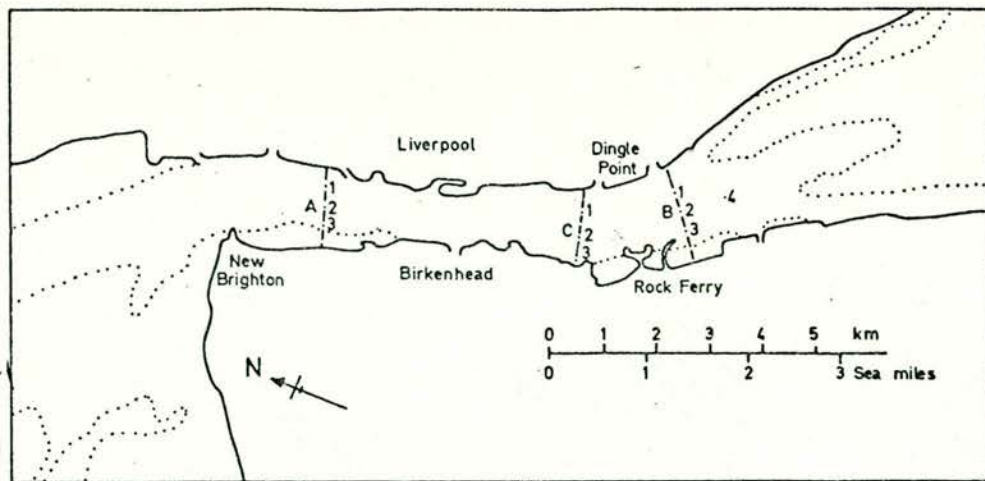 Liverpool
Dingle
Point
A
1
2
3
C
1
2
3
B
1
2
3
4
New
Brighton
Birkenhead
Rock Ferry
N
0 1 2 3 4 5 km
0 1 2 3 Sea miles